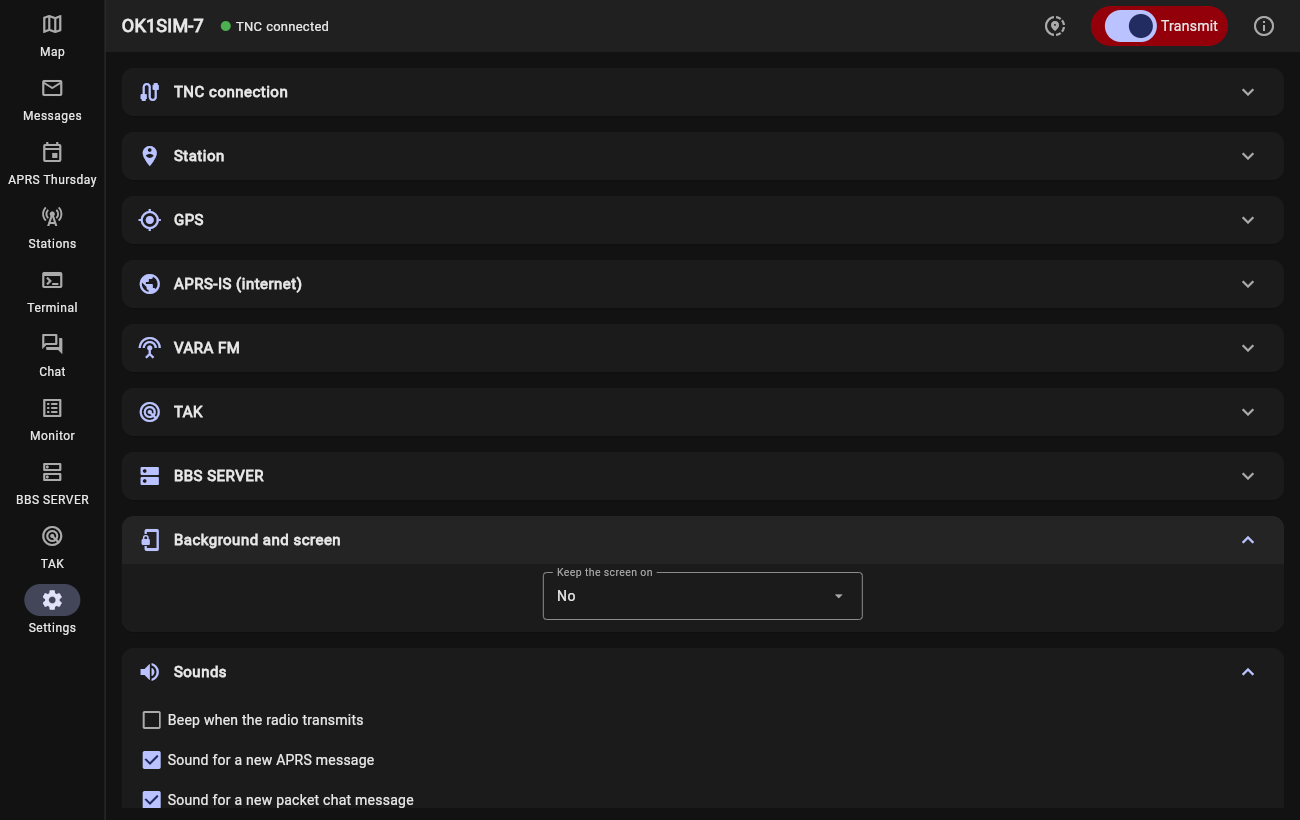 OK1SIM-7
TNC connected
Transmit
Map
Messages
APRS Thursday
Stations
Terminal
Chat
Monitor
BBS SERVER
TAK
Settings
TNC connection
Station
GPS
APRS-IS (internet)
VARA FM
TAK
BBS SERVER
Background and screen
Keep the screen on
No
Sounds
Beep when the radio transmits
Sound for a new APRS message
Sound for a new packet chat message